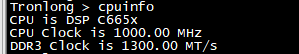 Tronlong > cpuinfo
CPU is DSP C665x
CPU Clock is 1000.00 MHz
DDR3 Clock is 1300.00 MT/s